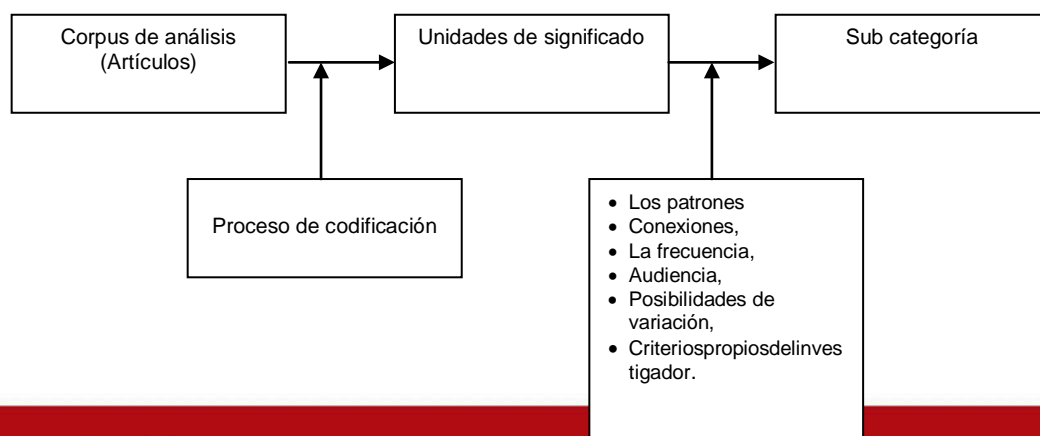 Corpus de análisis
(Artículos)
Unidades de significado
Sub categoría
Proceso de codificación
• Los patrones
• Conexiones,
• La frecuencia,
• Audiencia,
• Posibilidades de
variación,
• Criteriospropiosdelinves
tigador.